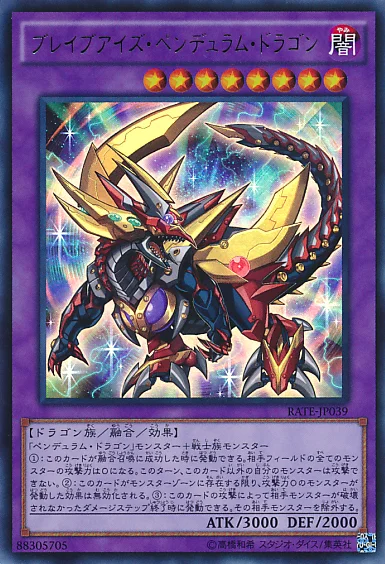 ブレイブアイズ・ペンデュラム・ドラゴン
闇
RATE-JP039
【ドラゴン族/融合/効果】
「ペンデュラム・ドラゴン」モンスター+戦士族モンスター
①:このカードが融合召喚に成功した時に発動できる。相手フィールドの全てのモ
ンスターの攻撃力は0になる。このターン、このカード以外の自分のモンスターは攻撃で
きない。②:このカードがモンスターゾーンに存在する限り、攻撃力0のモンスターが
発動した効果は無効化される。③:このカードの攻撃によって相手モンスターが破壊
されなかったダメージステップ終了時に発動できる。その相手モンスターを除外する。
ATK/3000 DEF/2000
88305705
©高橋和希 スタジオ・ダイス/集英社